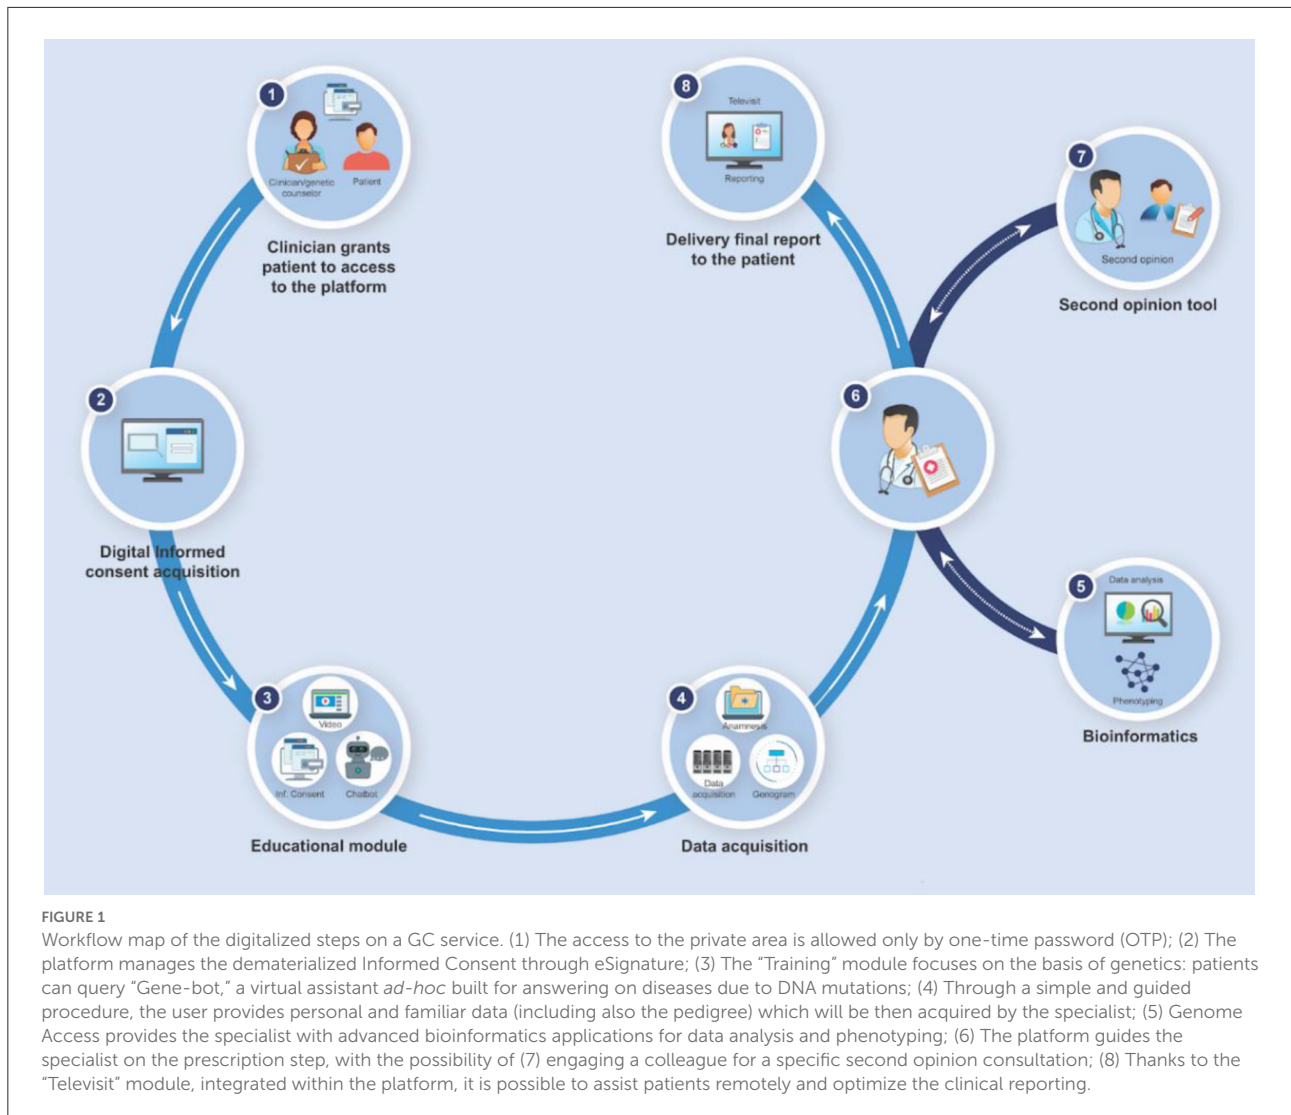 1
Clinician/genetic
counselor
Patient
Clinician grants
patient to access
to the platform
2
Digital Informed
consent acquisition
3
Video
Inf. Consent
Chatbot
Educational module
4
Anamnesis
Data
acquisition
Genogram
Data acquisition
5
Data analysis
Phenotyping
Bioinformatics
6
7
Second opinion
Second opinion tool
8
Televisit
Reporting
Delivery final report
to the patient
FIGURE 1
Workflow map of the digitalized steps on a GC service. (1) The access to the private area is allowed only by one-time password (OTP); (2) The
platform manages the dematerialized Informed Consent through eSignature; (3) The “Training” module focuses on the basis of genetics: patients
can query “Gene-bot,” a virtual assistant ad-hoc built for answering on diseases due to DNA mutations; (4) Through a simple and guided
procedure, the user provides personal and familiar data (including also the pedigree) which will be then acquired by the specialist; (5) Genome
Access provides the specialist with advanced bioinformatics applications for data analysis and phenotyping; (6) The platform guides the
specialist on the prescription step, with the possibility of (7) engaging a colleague for a specific second opinion consultation; (8) Thanks to the
“Televisit” module, integrated within the platform, it is possible to assist patients remotely and optimize the clinical reporting.